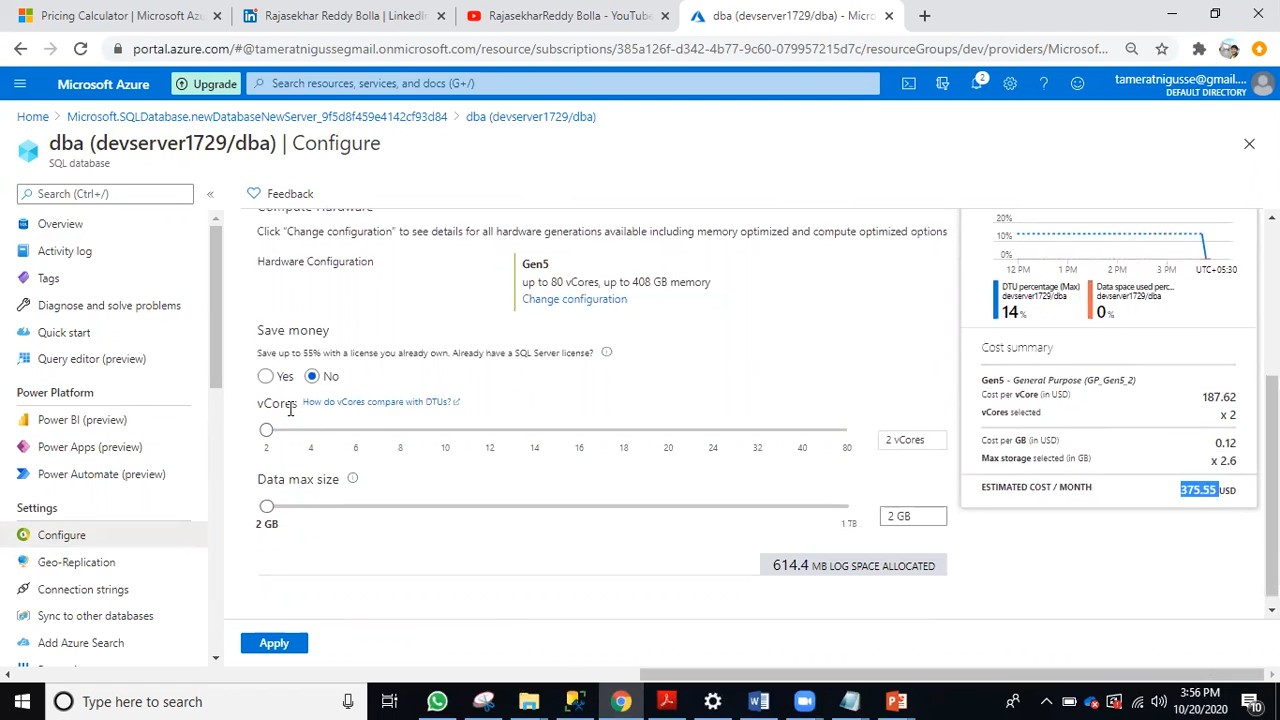 Pricing Calculator | Microsoft Azu
Rajasekhar Reddy Bolla | LinkedIn
RajasekharReddy Bolla - YouTube
dba (devserver1729/dba) - Micro
portal.azure.com/#@tameratnigussegmail.onmicrosoft.com/resource/subscriptions/385a126f-d342-4b77-9c60-079957215d7c/resourceGroups/dev/providers/Microsof...
Microsoft Azure
Upgrade
Search resources, services, and docs (G+/)
2
tameratnigusse@gmail....
DEFAULT DIRECTORY
Home > Microsoft.SQLDatabase.newDatabaseNewServer_9f5d8f459e4142cf93d84 > dba (devserver1729/dba)
dba (devserver1729/dba) | Configure
SQL database
Search (Ctrl+/)
«
Feedback
Overview
Activity log
Tags
Diagnose and solve problems
Quick start
Query editor (preview)
Power Platform
Power BI (preview)
Power Apps (preview)
Power Automate (preview)
Settings
Configure
Geo-Replication
Connection strings
Sync to other databases
Add Azure Search
Compute Hardware
Click "Change configuration" to see details for all hardware generations available including memory optimized and compute optimized options
Hardware Configuration
Gen5
up to 80 vCores, up to 408 GB memory
Change configuration
Save money
Save up to 55% with a license you already own. Already have a SQL Server license?
Yes No
vCores How do vCores compare with DTUs?
2 4 6 8 10 12 14 16 18 20 24 32 40 80
2 vCores
Data max size
2 GB
1 TB
2 GB
614.4 MB LOG SPACE ALLOCATED
Apply
20%
10%
0%
12 PM 1 PM 2 PM 3 PM UTC+05:30
DTU percentage (Max)
devserver1729/dba
14 %
Data space used perc...
devserver1729/dba
0 %
Cost summary
Gen5 - General Purpose (GP_Gen5_2)
Cost per vCore (in USD) 187.62
vCores selected x 2
Cost per GB (in USD) 0.12
Max storage selected (in GB) x 2.6
ESTIMATED COST / MONTH 375.55 USD
Type here to search
3:56 PM
10/20/2020
10